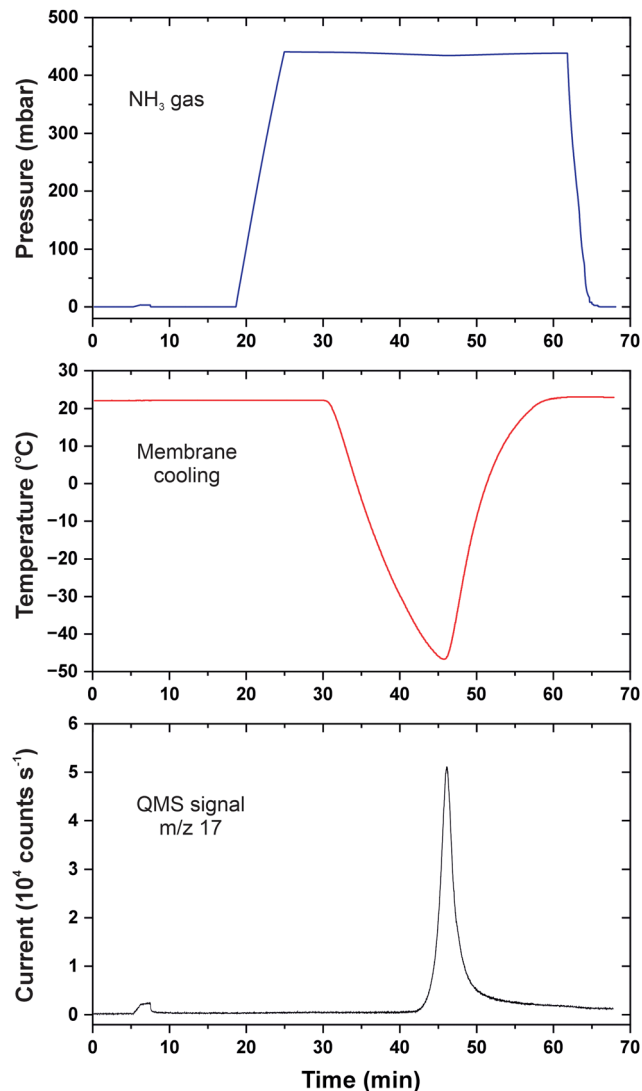 500
400
300
200
100
0
Pressure (mbar)
NH₃ gas
0 10 20 30 40 50 60 70
30
20
10
0
−10
−20
−30
−40
−50
Temperature (°C)
Membrane
cooling
0 10 20 30 40 50 60 70
6
5
4
3
2
1
0
Current (10⁴ counts s⁻¹)
QMS signal
m/z 17
0 10 20 30 40 50 60 70
Time (min)